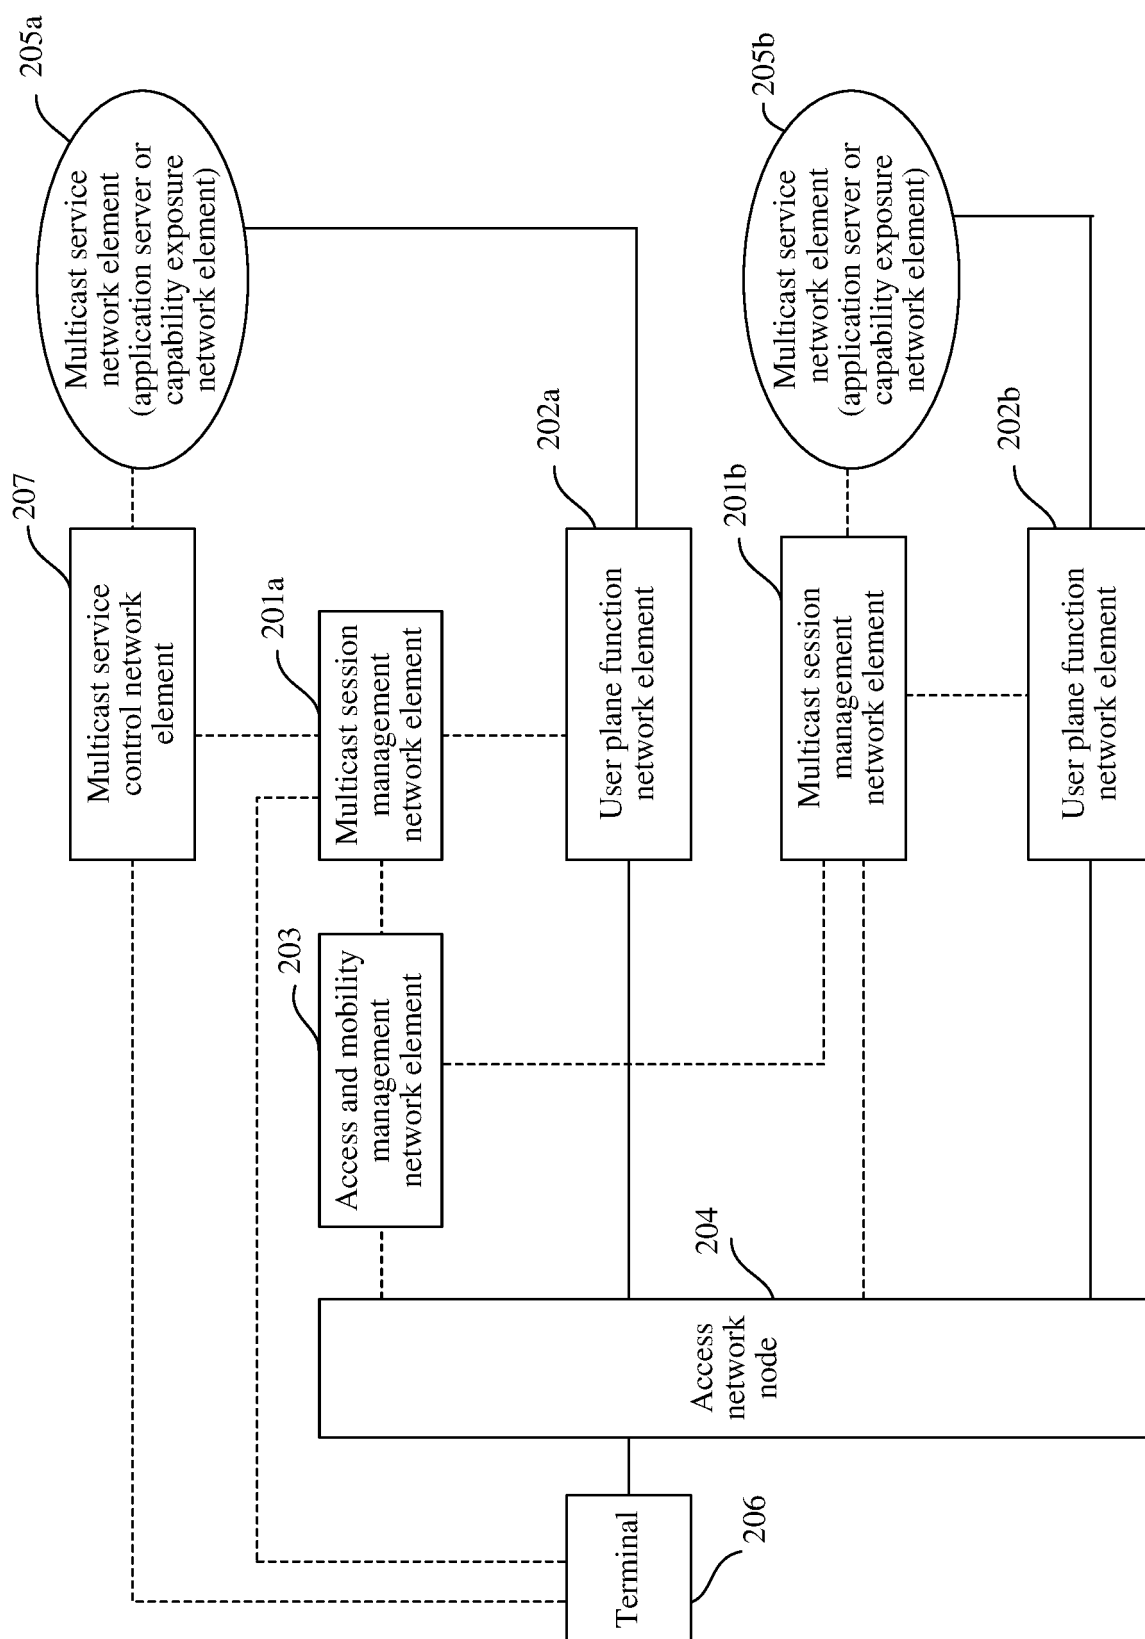 205a
Multicast service
network element
(application server or
capability exposure
network element)
207
Multicast service
control network
element
201a
Multicast session
management
network element
203
Access and mobility
management
network element
202a
User plane function
network element
205b
Multicast service
network element
(application server or
capability exposure
network element)
201b
Multicast session
management
network element
202b
User plane function
network element
204
Access
network
node
Terminal
206